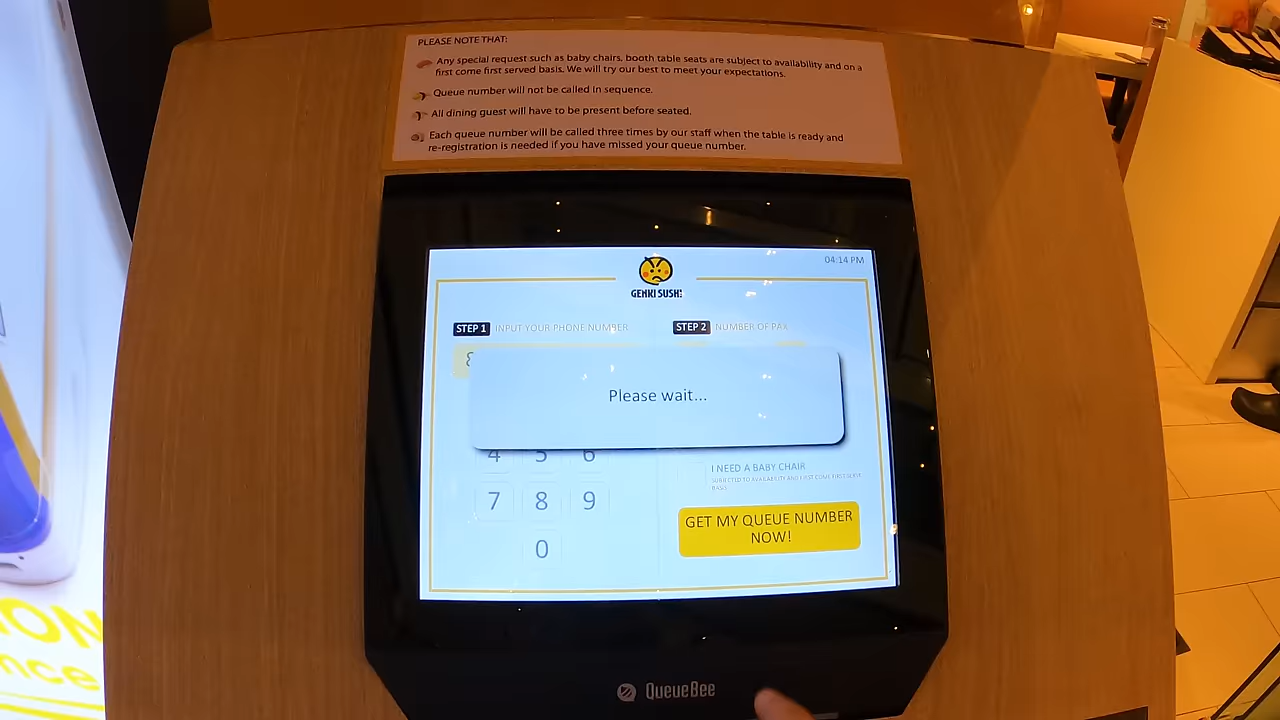 PLEASE NOTE THAT:
Any special request such as baby chairs, booth table seats are subject to availability and on a
first come first served basis. We will try our best to meet your expectations.
Queue number will not be called in sequence.
All dining guest will have to be present before seated.
Each queue number will be called three times by our staff when the table is ready and
re-registration is needed if you have missed your queue number.
04:14 PM
GENKI SUSHI
STEP 1 INPUT YOUR PHONE NUMBER
STEP 2 NUMBER OF PAX
8
Please wait...
4 5 6
I NEED A BABY CHAIR
SUBJECTED TO AVAILABILITY AND FIRST COME FIRST SERVE
BASIS
7 8 9
GET MY QUEUE NUMBER
NOW!
0
ON
nce
QueueBee